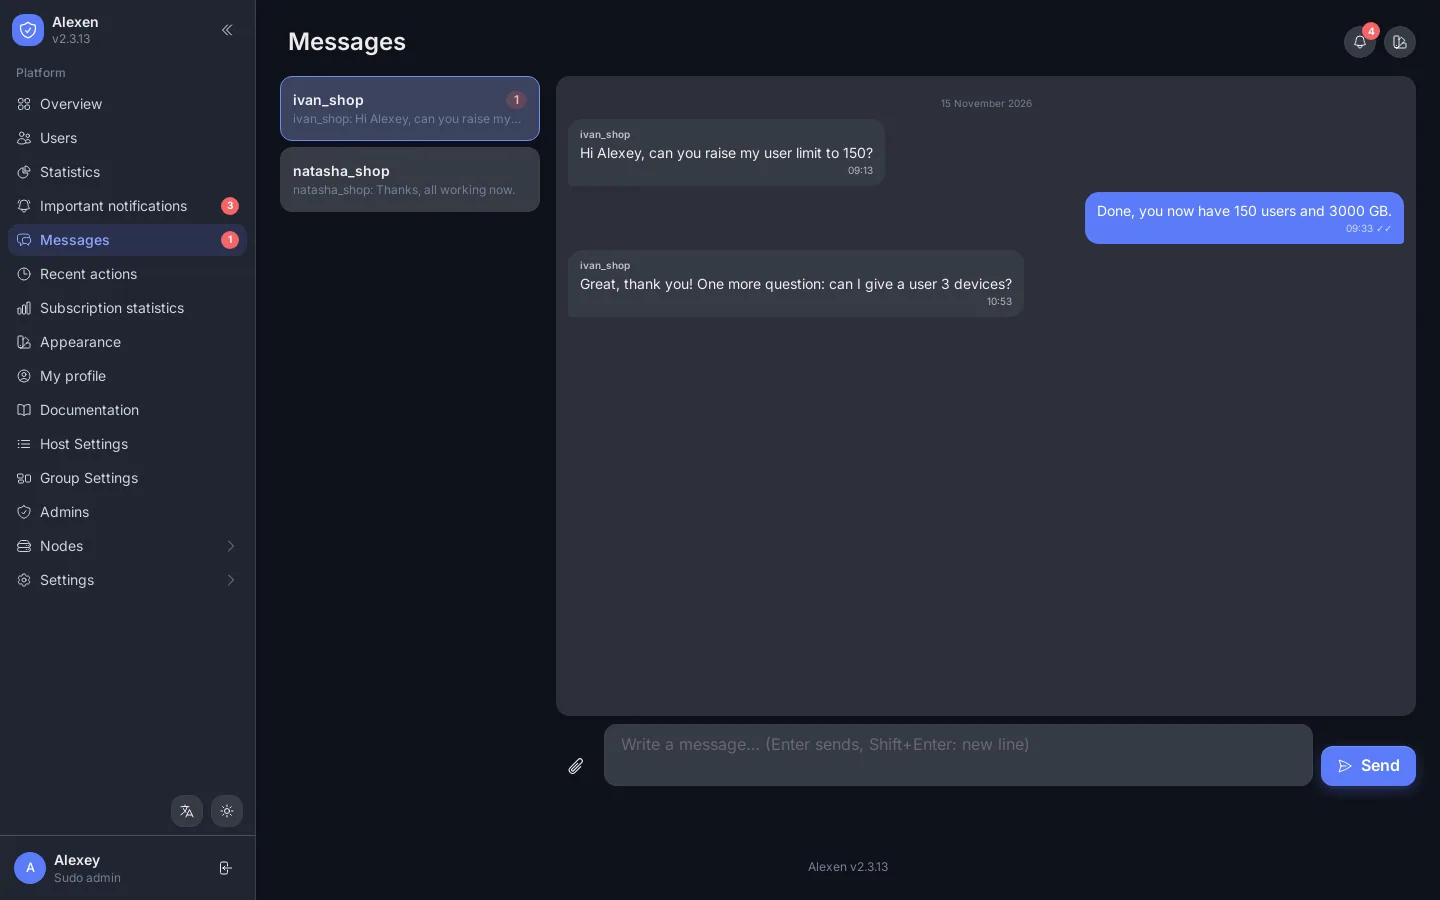 Alexen
v2.3.13
Platform
Overview
Users
Statistics
Important notifications 3
Messages 1
Recent actions
Subscription statistics
Appearance
My profile
Documentation
Host Settings
Group Settings
Admins
Nodes
Settings
A
Alexey
Sudo admin
Messages
4
ivan_shop 1
ivan_shop: Hi Alexey, can you raise my...
natasha_shop
natasha_shop: Thanks, all working now.
15 November 2026
ivan_shop
Hi Alexey, can you raise my user limit to 150?
09:13
Done, you now have 150 users and 3000 GB.
09:33 ✓✓
ivan_shop
Great, thank you! One more question: can I give a user 3 devices?
10:53
Write a message... (Enter sends, Shift+Enter: new line)
Send
Alexen v2.3.13